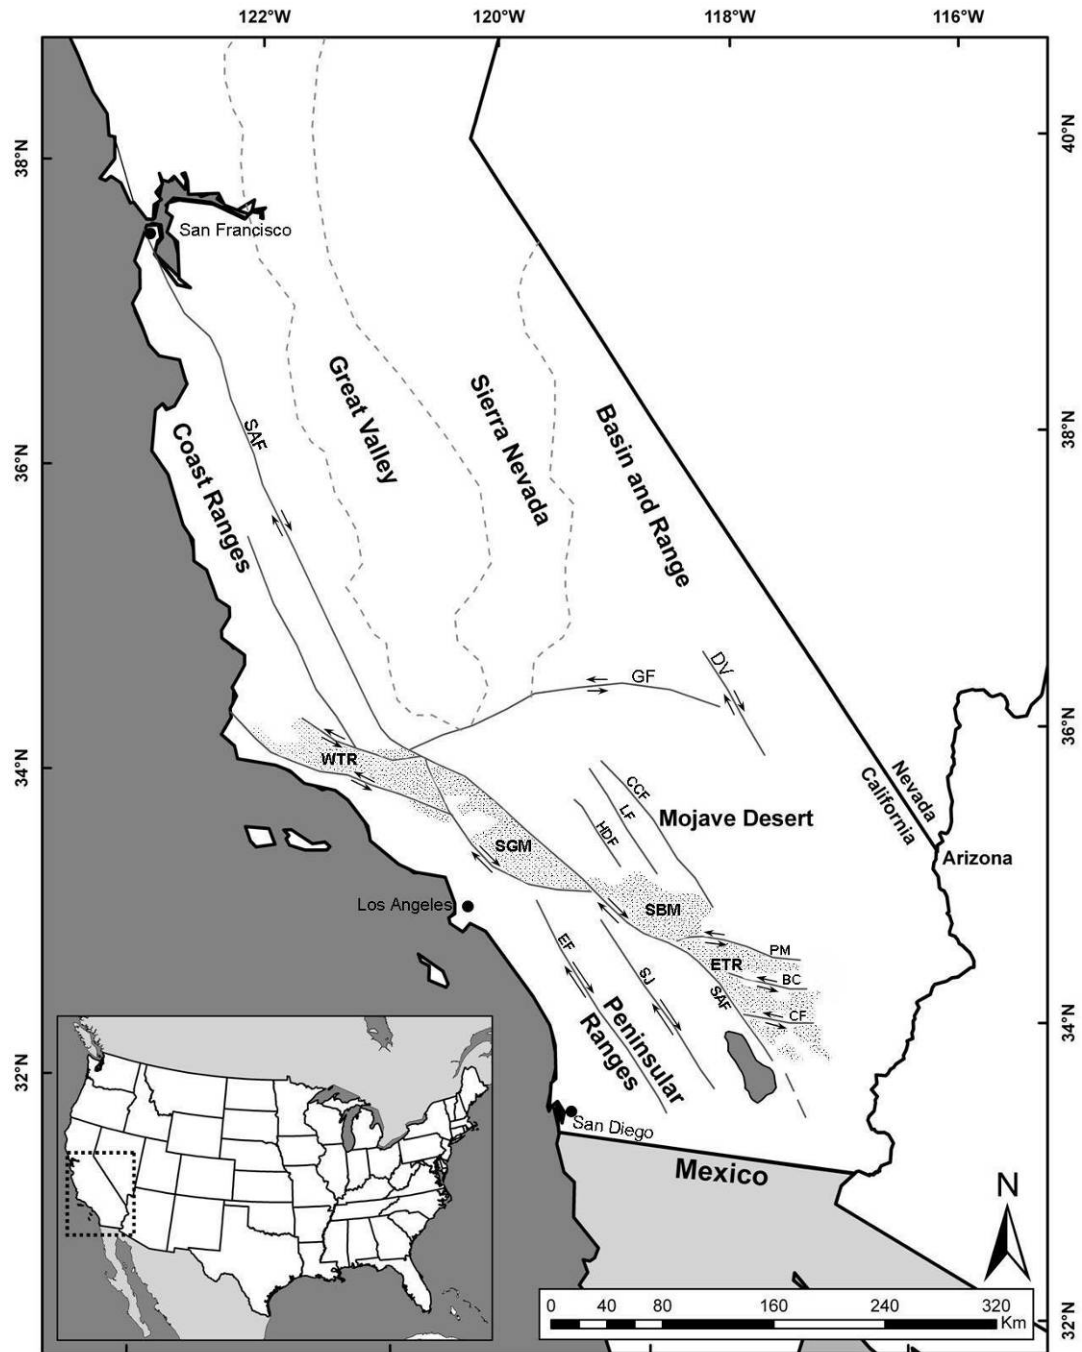 122°W
120°W
118°W
116°W
38°N
40°N
San Francisco
Great Valley
Sierra Nevada
Basin and Range
Coast Ranges
SAF
36°N
38°N
GF
DV
36°N
34°N
WTR
CCF
LF
HDF
Mojave Desert
Nevada
California
Arizona
SGM
SBM
Los Angeles
PM
ETR
BC
SAF
CF
EF
SJ
Peninsular
Ranges
34°N
32°N
San Diego
Mexico
N
0 40 80 160 240 320
Km
32°N